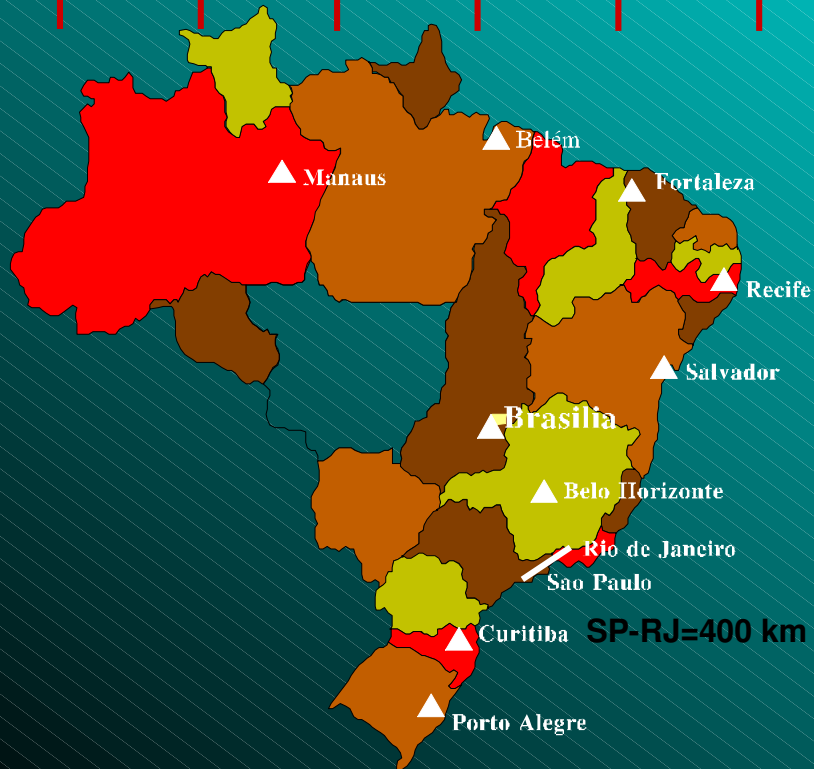 Belém
Manaus
Fortaleza
Recife
Salvador
Brasilia
Belo Horizonte
Rio de Janeiro
Sao Paulo
Curitiba
SP-RJ=400 km
Porto Alegre